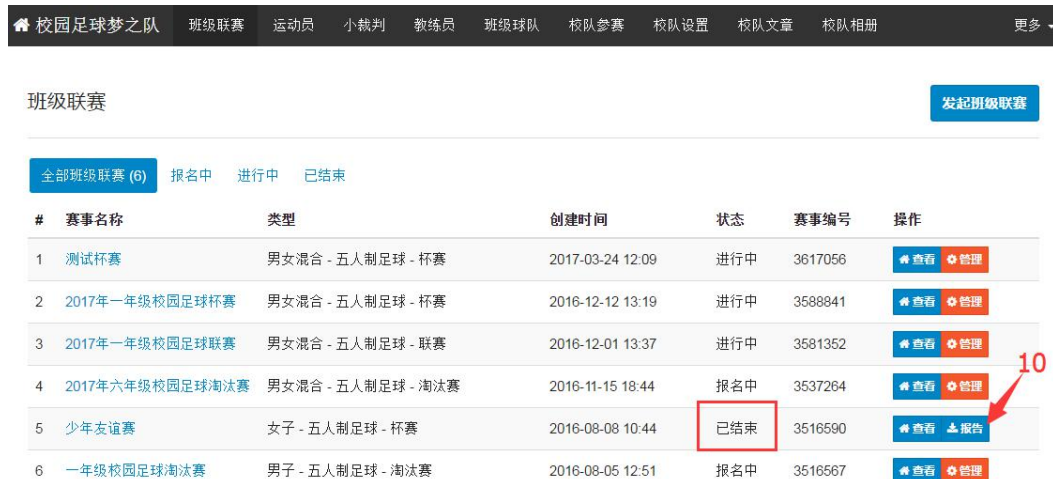 校园足球梦之队 班级联赛 运动员 小裁判 教练员 班级球队 校队参赛 校队设置 校队文章 校队相册 更多
班级联赛 发起班级联赛
全部班级联赛 (6) 报名中 进行中 已结束
# 赛事名称 类型 创建时间 状态 赛事编号 操作
1 测试杯赛 男女混合 - 五人制足球 - 杯赛 2017-03-24 12:09 进行中 3617056 查看 管理
2 2017年一年级校园足球杯赛 男女混合 - 五人制足球 - 杯赛 2016-12-12 13:19 进行中 3588841 查看 管理
3 2017年一年级校园足球联赛 男女混合 - 五人制足球 - 联赛 2016-12-01 13:37 进行中 3581352 查看 管理
10
4 2017年六年级校园足球淘汰赛 男女混合 - 五人制足球 - 淘汰赛 2016-11-15 18:44 报名中 3537264 查看 管理
5 少年友谊赛 女子 - 五人制足球 - 杯赛 2016-08-08 10:44 已结束 3516590 查看 报告
6 一年级校园足球淘汰赛 男子 - 五人制足球 - 淘汰赛 2016-08-05 12:51 报名中 3516567 查看 管理